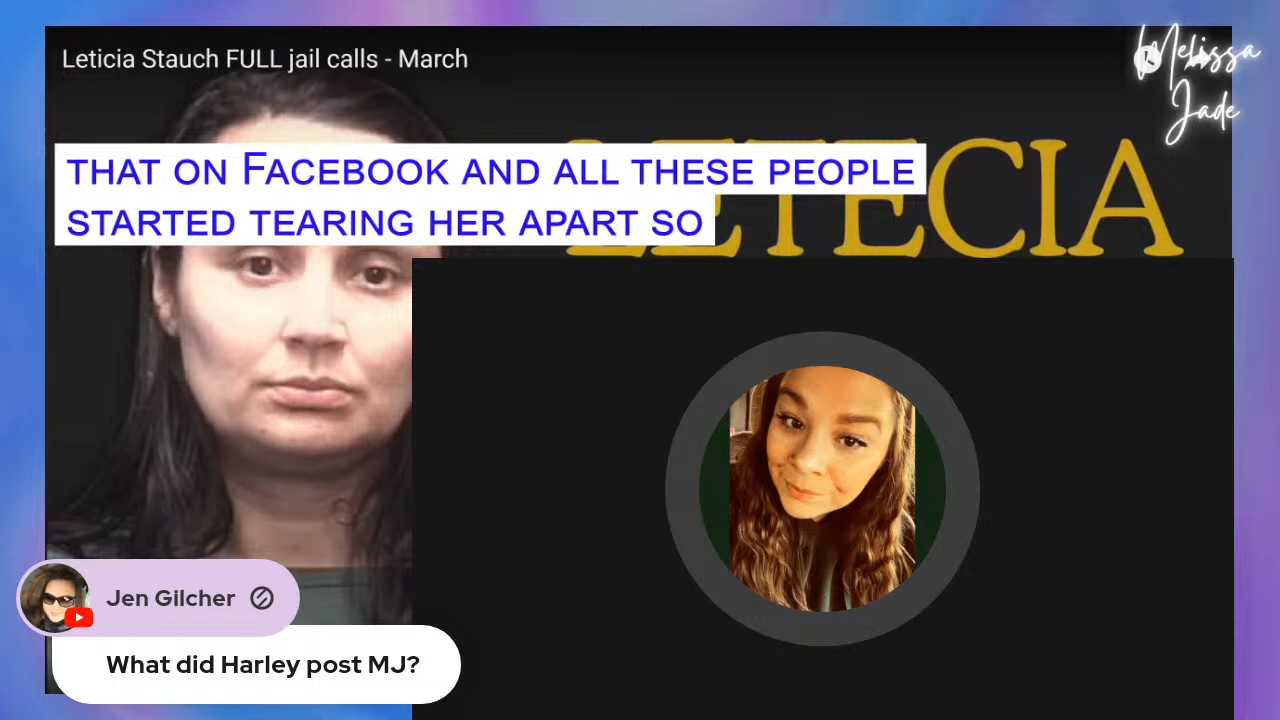 Leticia Stauch FULL jail calls - March
Melissa
Jade
THAT ON FACEBOOK AND ALL THESE PEOPLE
STARTED TEARING HER APART SO
LETECIA
Jen Gilcher
What did Harley post MJ?